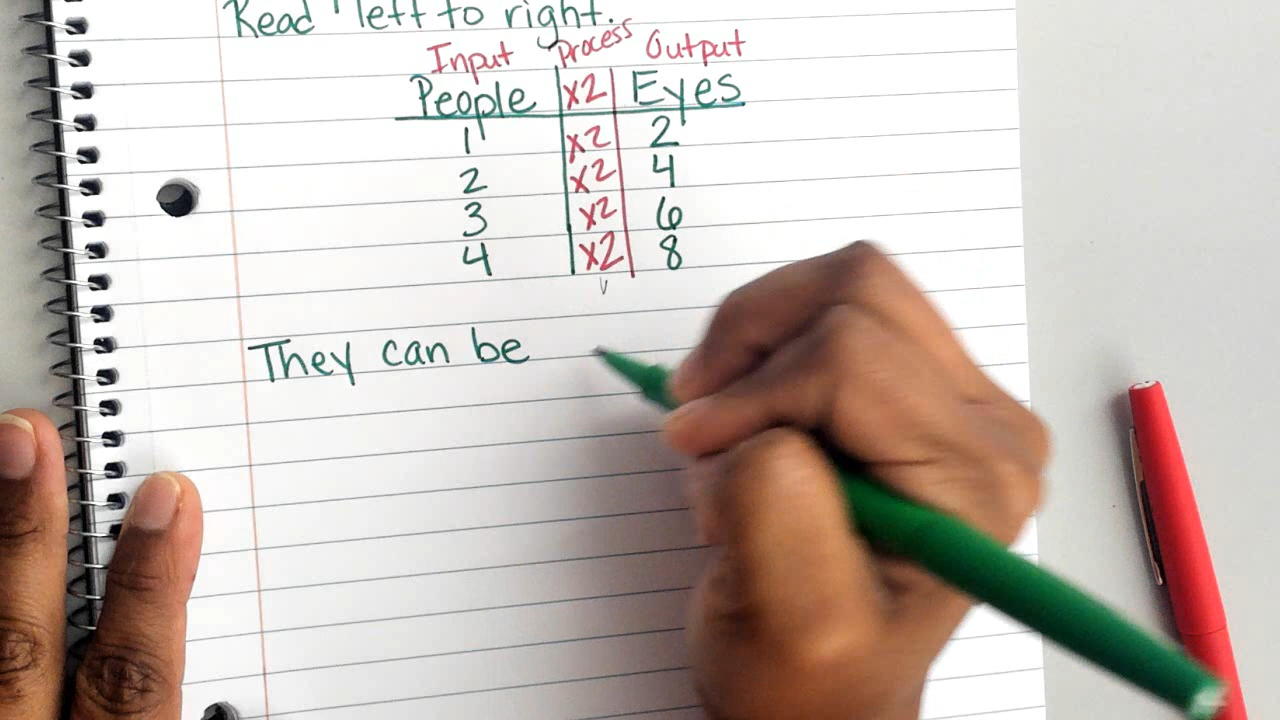 Read left to right.
Input Process Output
People x2 Eyes
1 x2 2
2 x2 4
3 x2 6
4 x2 8
They can be